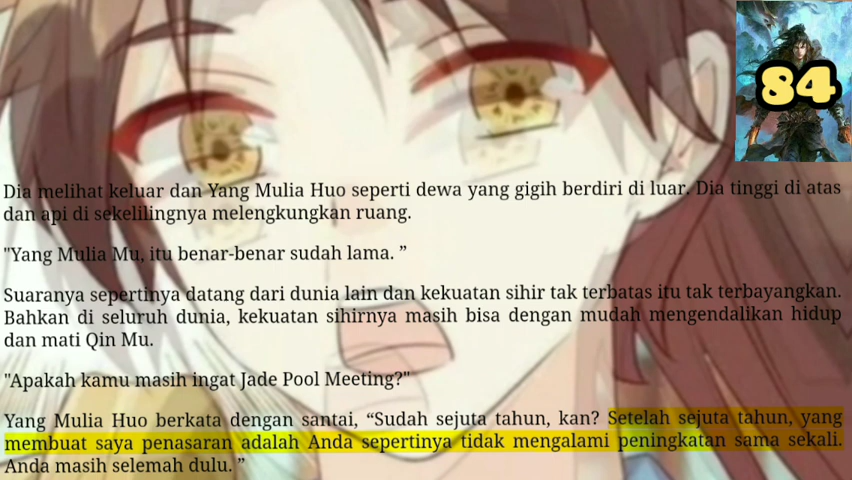 84
Dia melihat keluar dan Yang Mulia Huo seperti dewa yang gigih berdiri di luar. Dia tinggi di atas
dan api di sekelilingnya melengkungkan ruang.
"Yang Mulia Mu, itu benar-benar sudah lama. ”
Suaranya sepertinya datang dari dunia lain dan kekuatan sihir tak terbatas itu tak terbayangkan.
Bahkan di seluruh dunia, kekuatan sihirnya masih bisa dengan mudah mengendalikan hidup
dan mati Qin Mu.
"Apakah kamu masih ingat Jade Pool Meeting?"
Yang Mulia Huo berkata dengan santai, “Sudah sejuta tahun, kan? Setelah sejuta tahun, yang
membuat saya penasaran adalah Anda sepertinya tidak mengalami peningkatan sama sekali.
Anda masih selemah dulu. ”